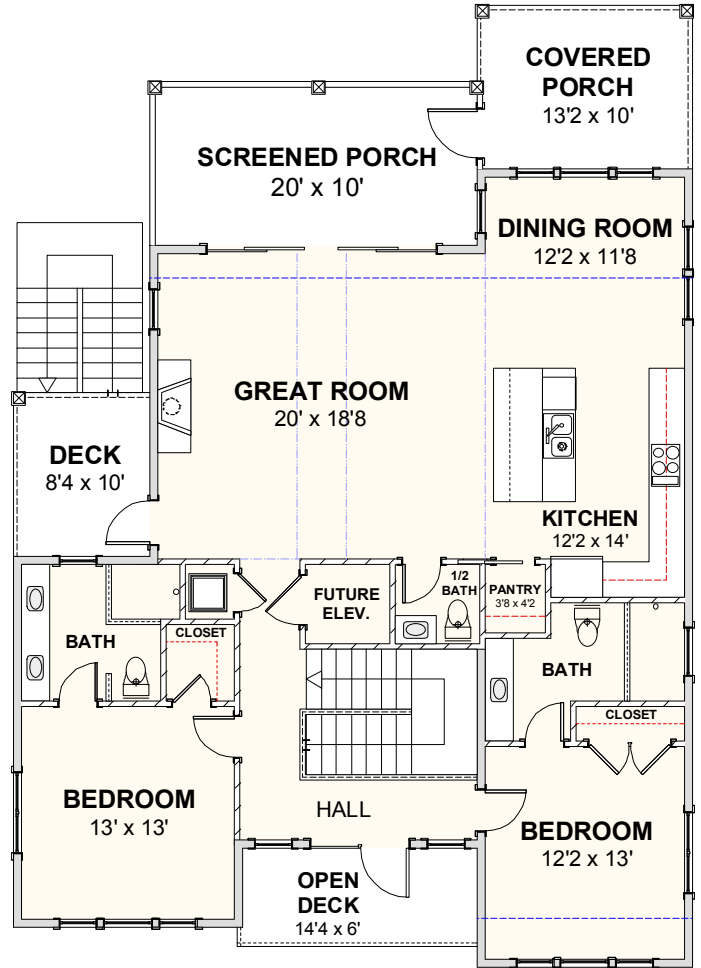 COVERED
PORCH
13'2 x 10'
SCREENED PORCH
20' x 10'
DINING ROOM
12'2 x 11'8
GREAT ROOM
20' x 18'8
DECK
8'4 x 10'
KITCHEN
12'2 x 14'
FUTURE
ELEV.
1/2
BATH
PANTRY
3'8 x 4'2
BATH
CLOSET
BATH
CLOSET
BEDROOM
13' x 13'
HALL
BEDROOM
12'2 x 13'
OPEN
DECK
14'4 x 6'